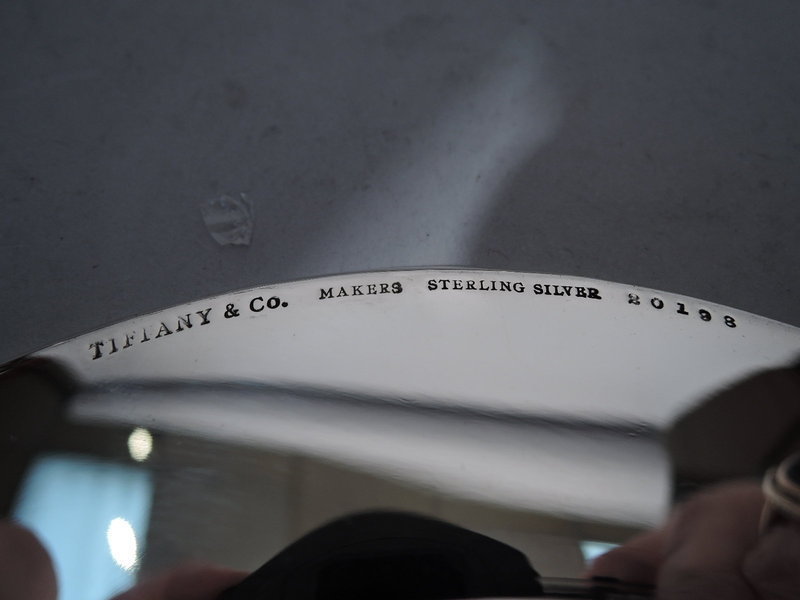 TIFFANY & Co. MAKERS STERLING SILVER 20198